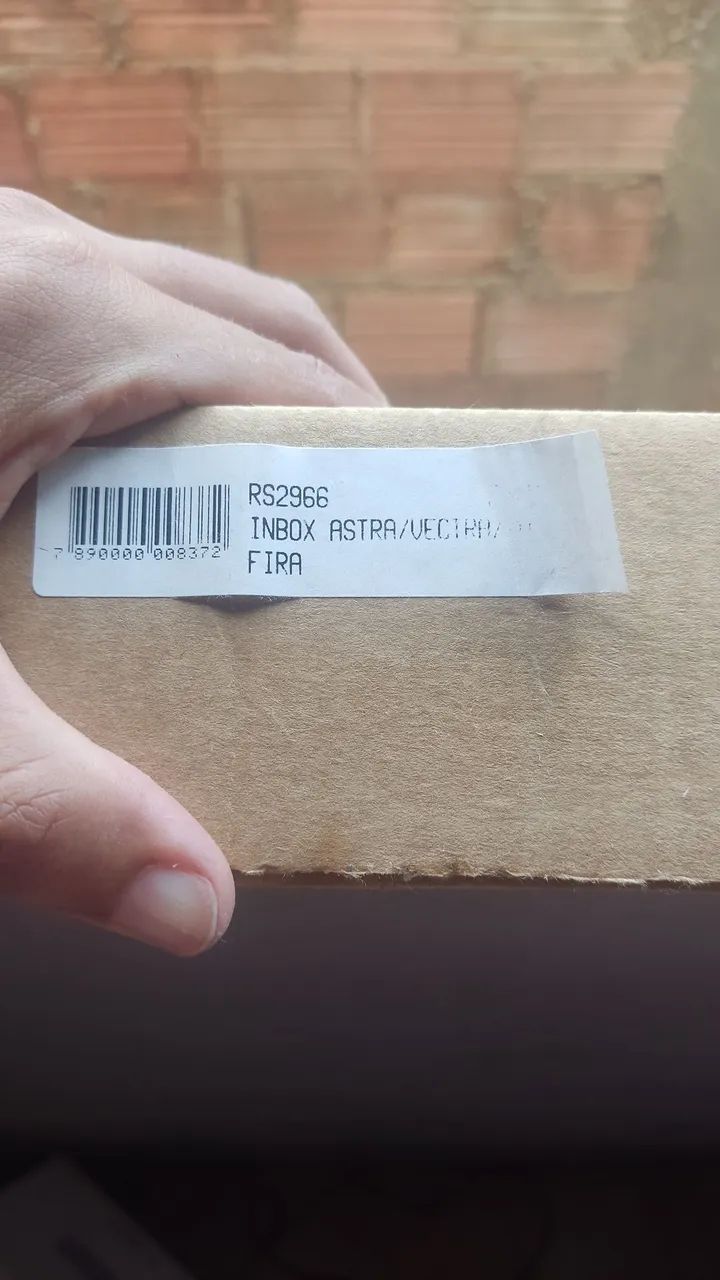 RS2966
INBOX ASTRA/VECTRA/
FIRA
7 890000 008372